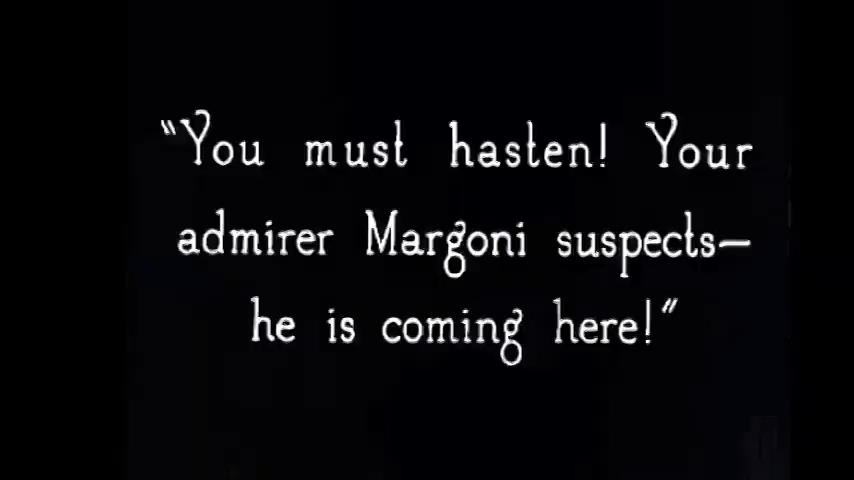 “You must hasten! Your
admirer Margoni suspects—
he is coming here!”